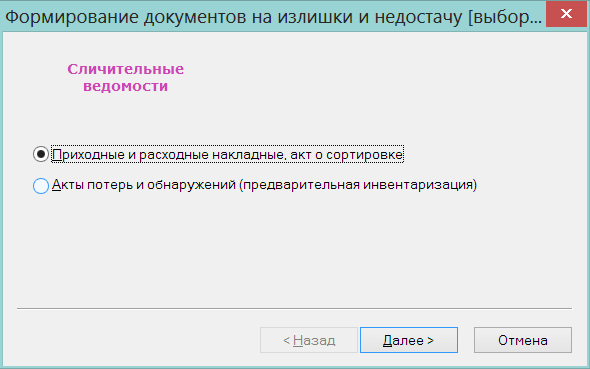 Формирование документов на излишки и недостачу [выбор...
Сличительные
ведомости
Приходные и расходные накладные, акт о сортировке
Акты потерь и обнаружений (предварительная инвентаризация)
< Назад
Далее >
Отмена